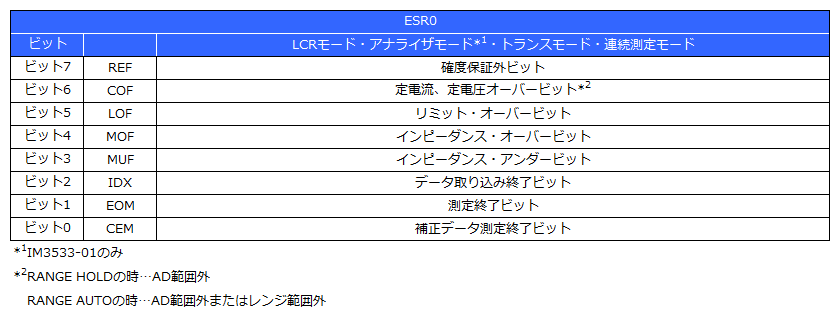 ESR0
ビット LCRモード・アナライザモード*1・トランスモード・連続測定モード
ビット7 REF 確度保証外ビット
ビット6 COF 定電流、定電圧オーバービット*2
ビット5 LOF リミット・オーバービット
ビット4 MOF インピーダンス・オーバービット
ビット3 MUF インピーダンス・アンダービット
ビット2 IDX データ取り込み終了ビット
ビット1 EOM 測定終了ビット
ビット0 CEM 補正データ測定終了ビット
*1IM3533-01のみ
*2RANGE HOLDの時…AD範囲外
RANGE AUTOの時…AD範囲外またはレンジ範囲外